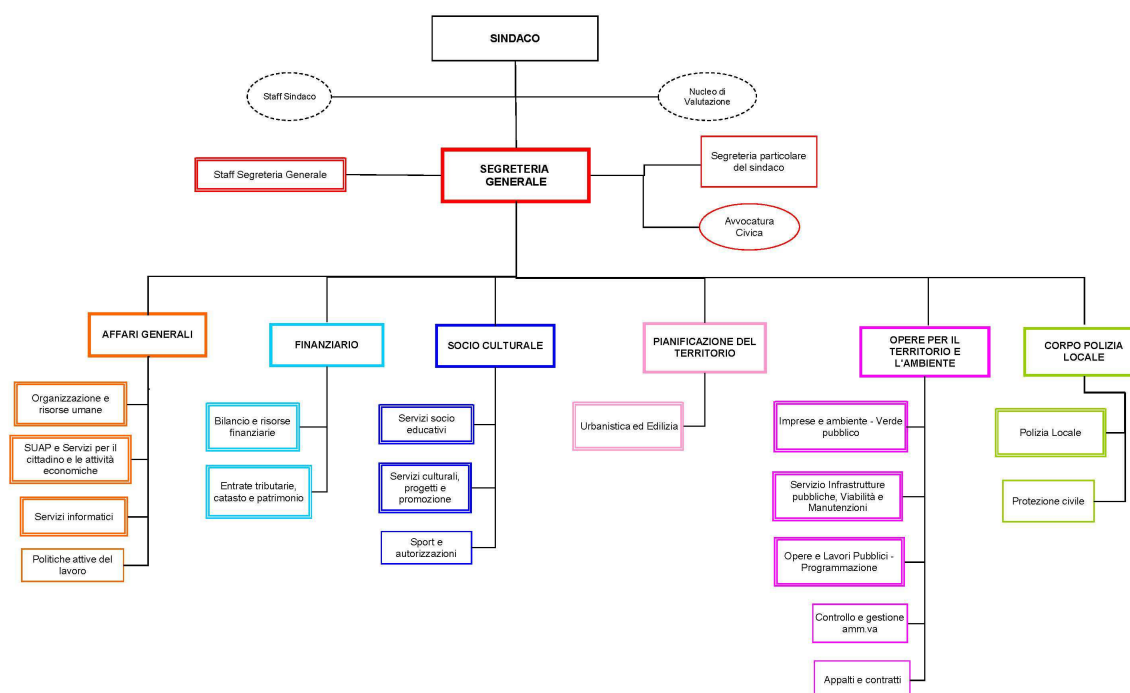 SINDACO
Staff Sindaco
Nucleo di
Valutazione
Staff Segreteria Generale
SEGRETERIA
GENERALE
Segreteria particolare
del sindaco
Avvocatura
Civica
AFFARI GENERALI
FINANZIARIO
SOCIO CULTURALE
PIANIFICAZIONE DEL
TERRITORIO
OPERE PER IL
TERRITORIO E
L'AMBIENTE
CORPO POLIZIA
LOCALE
Organizzazione e
risorse umane
SUAP e Servizi per il
cittadino e le attività
economiche
Servizi informatici
Politiche attive del
lavoro
Bilancio e risorse
finanziarie
Entrate tributarie,
catasto e patrimonio
Servizi socio
educativi
Servizi culturali,
progetti e
promozione
Sport e
autorizzazioni
Urbanistica ed Edilizia
Imprese e ambiente - Verde
pubblico
Servizio Infrastrutture
pubbliche, Viabilità e
Manutenzioni
Opere e Lavori Pubblici -
Programmazione
Controllo e gestione
amm.va
Appalti e contratti
Polizia Locale
Protezione civile